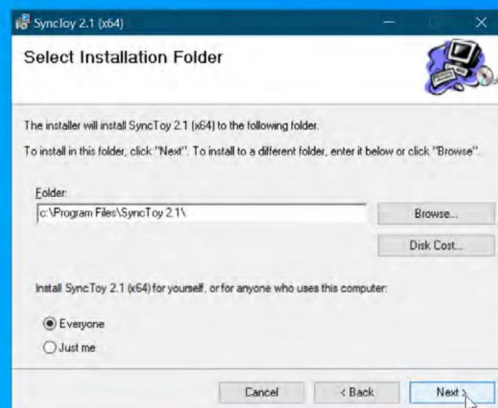 SyncToy 2.1 (x64)
Select Installation Folder
The installer will install SyncToy 2.1 (x64) to the following folder.
To install in this folder, click "Next". To install to a different folder, enter it below or click "Browse".
Folder:
c:\Program Files\SyncToy 2.1\
Browse...
Disk Cost...
Install SyncToy 2.1 (x64) for yourself, or for anyone who uses this computer:
Everyone
Just me
Cancel
< Back
Next >